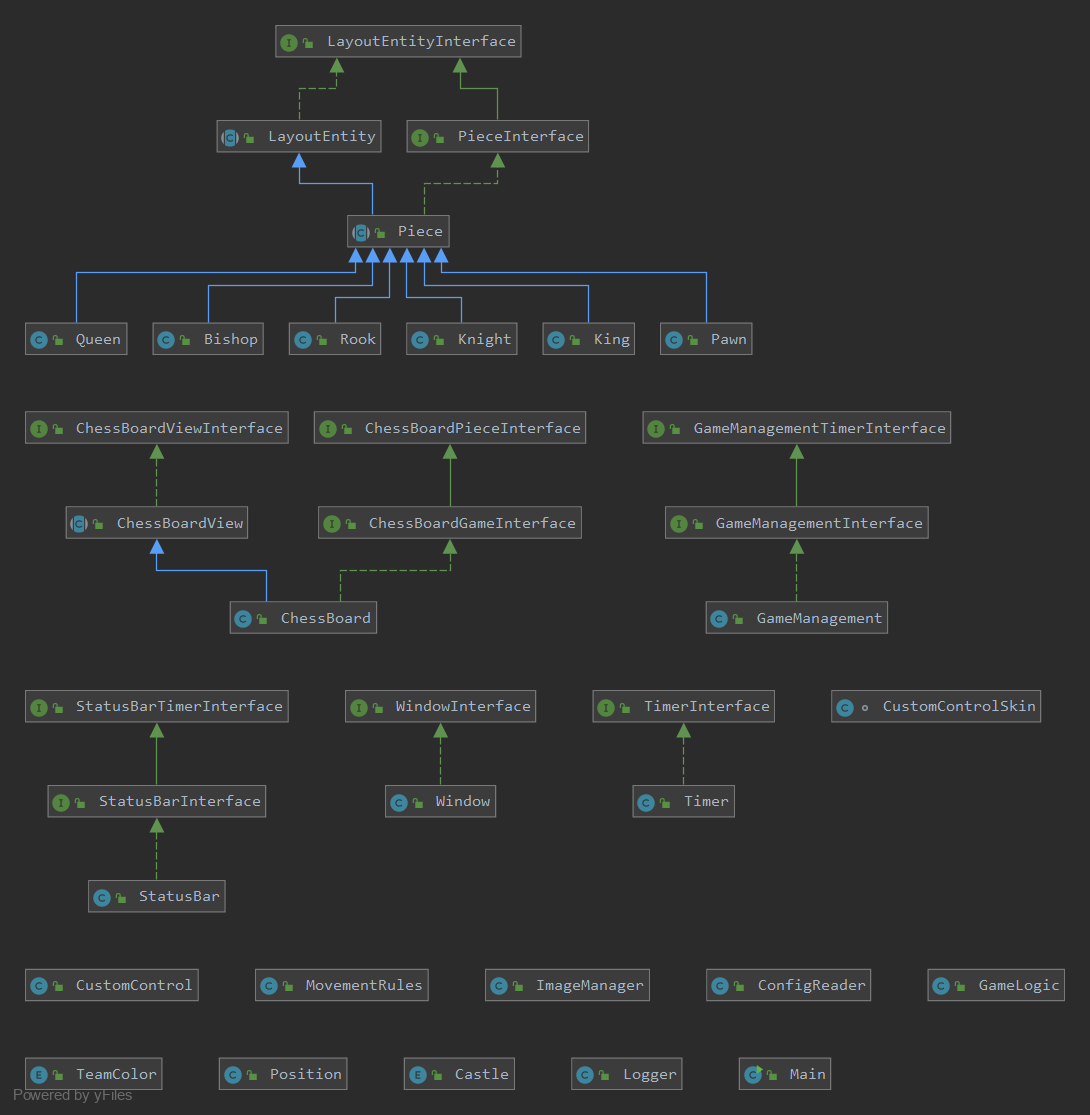 I LayoutEntityInterface
C LayoutEntity I PieceInterface
C Piece
C Queen C Bishop C Rook C Knight C King C Pawn
I ChessBoardViewInterface I ChessBoardPieceInterface I GameManagementTimerInterface
C ChessBoardView I ChessBoardGameInterface I GameManagementInterface
C ChessBoard C GameManagement
I StatusBarTimerInterface I WindowInterface I TimerInterface C CustomControlSkin
I StatusBarInterface C Window C Timer
C StatusBar
C CustomControl C MovementRules C ImageManager C ConfigReader C GameLogic
E TeamColor C Position E Castle C Logger C Main
Powered by yFiles